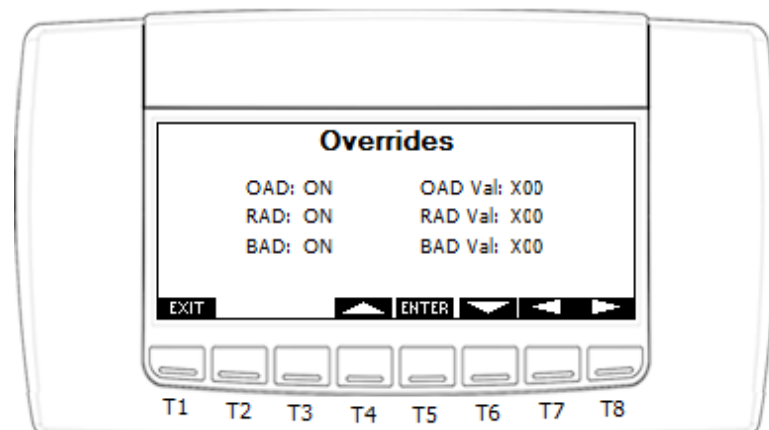 Overrides
OAD: ON OAD Val: X00
RAD: ON RAD Val: X00
BAD: ON BAD Val: X00
EXIT ENTER
T1 T2 T3 T4 T5 T6 T7 T8